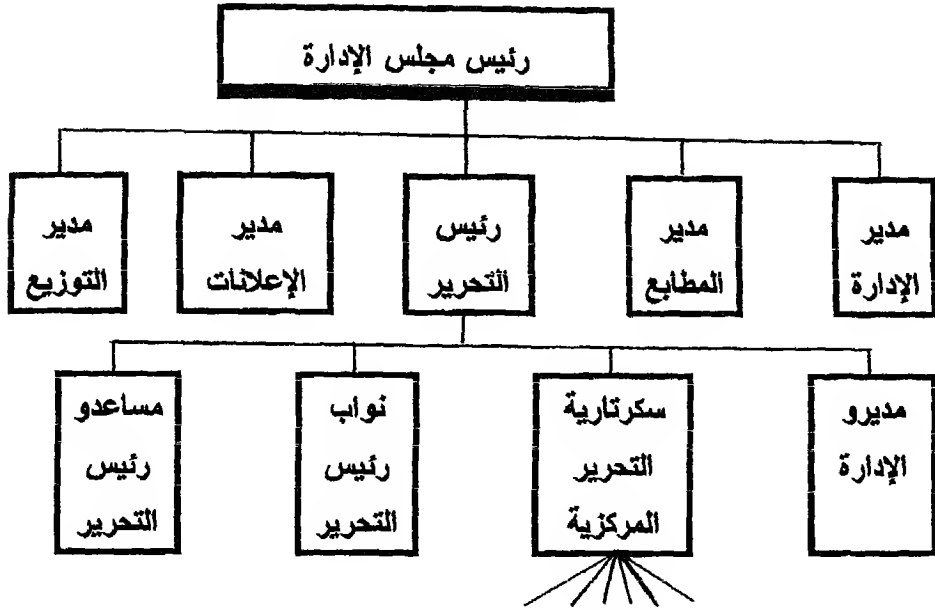 رئيس مجلس الإدارة
مدير
الإدارة
مدير
المطابع
رئيس
التحرير
مدير
الإعلانات
مدير
التوزيع
مديرو
الإدارة
سكرتارية
التحرير
المركزية
نواب
رئيس
التحرير
مساعدو
رئيس
التحرير